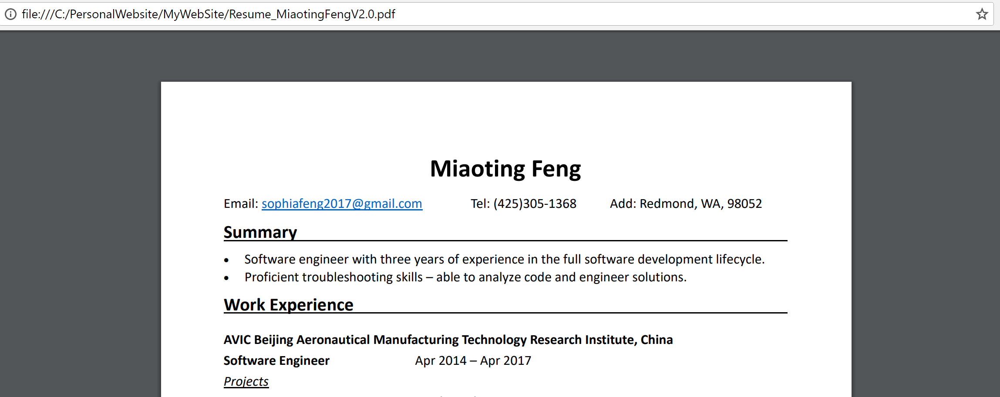 file:///C:/PersonalWebsite/MyWebSite/Resume_MiaotingFengV2.0.pdf
Miaoting Feng
Email: sophiafeng2017@gmail.com Tel: (425)305-1368 Add: Redmond, WA, 98052
Summary
• Software engineer with three years of experience in the full software development lifecycle.
• Proficient troubleshooting skills – able to analyze code and engineer solutions.
Work Experience
AVIC Beijing Aeronautical Manufacturing Technology Research Institute, China
Software Engineer Apr 2014 – Apr 2017
Projects